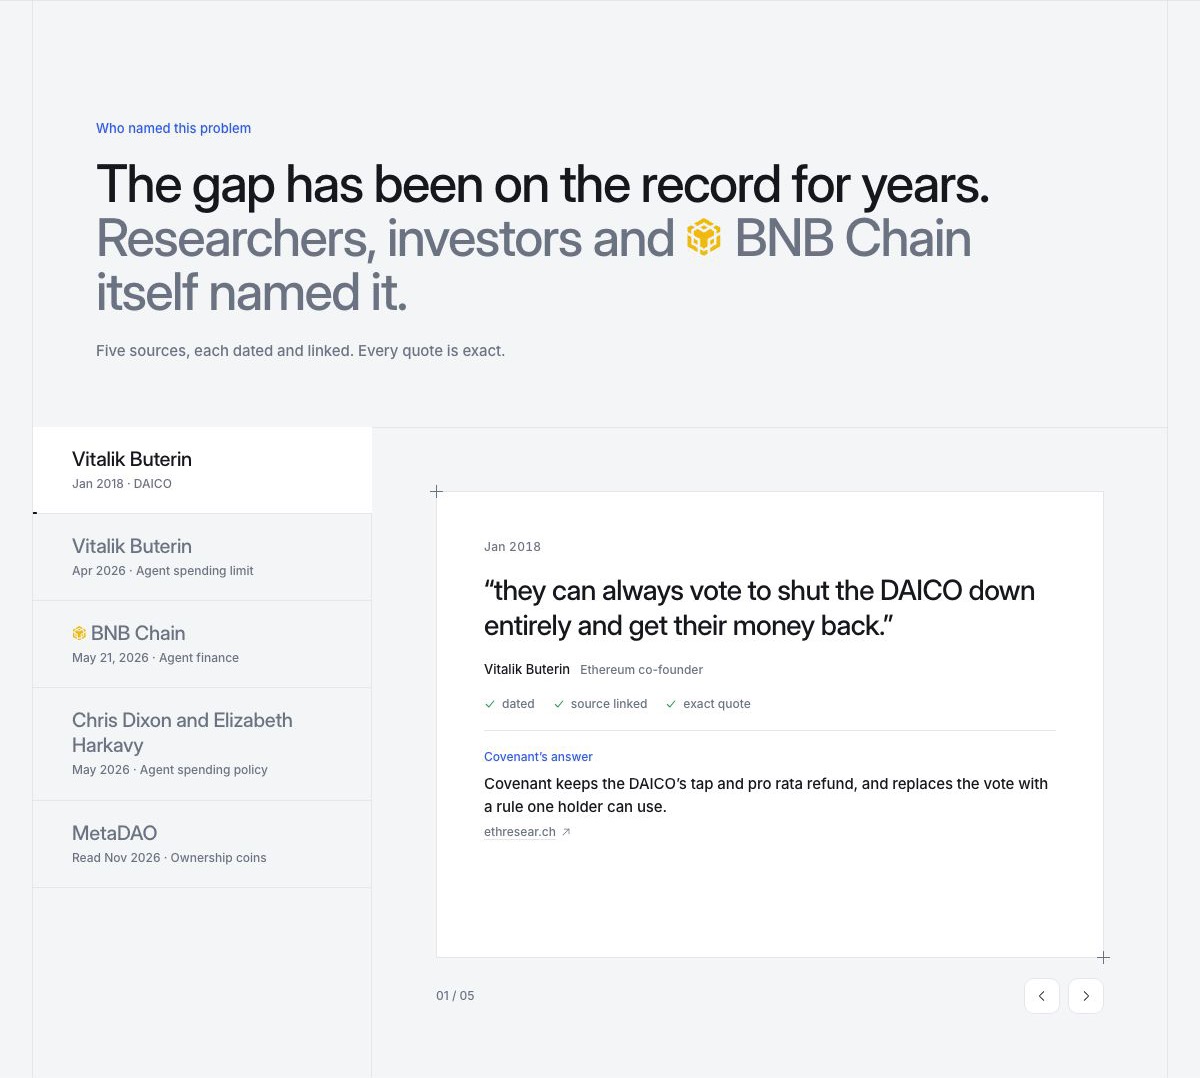 Who named this problem
The gap has been on the record for years.
Researchers, investors and BNB Chain
itself named it.
Five sources, each dated and linked. Every quote is exact.
Vitalik Buterin
Jan 2018 · DAICO
Vitalik Buterin
Apr 2026 · Agent spending limit
BNB Chain
May 21, 2026 · Agent finance
Chris Dixon and Elizabeth
Harkavy
May 2026 · Agent spending policy
MetaDAO
Read Nov 2026 · Ownership coins
Jan 2018
“they can always vote to shut the DAICO down
entirely and get their money back.”
Vitalik Buterin Ethereum co-founder
dated source linked exact quote
Covenant’s answer
Covenant keeps the DAICO’s tap and pro rata refund, and replaces the vote with
a rule one holder can use.
ethresear.ch ↗
01 / 05